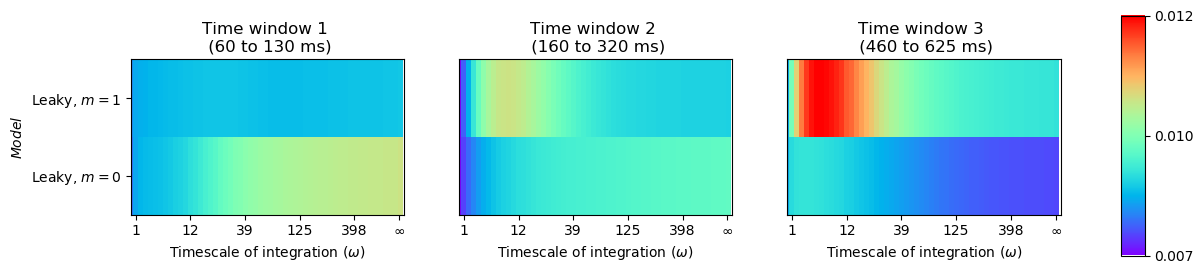 Time window 1
(60 to 130 ms)
Time window 2
(160 to 320 ms)
Time window 3
(460 to 625 ms)
Model
Leaky, m = 1
Leaky, m = 0
1 12 39 125 398 ∞
1 12 39 125 398 ∞
1 12 39 125 398 ∞
Timescale of integration (ω)
Timescale of integration (ω)
Timescale of integration (ω)
0.012
0.010
0.007